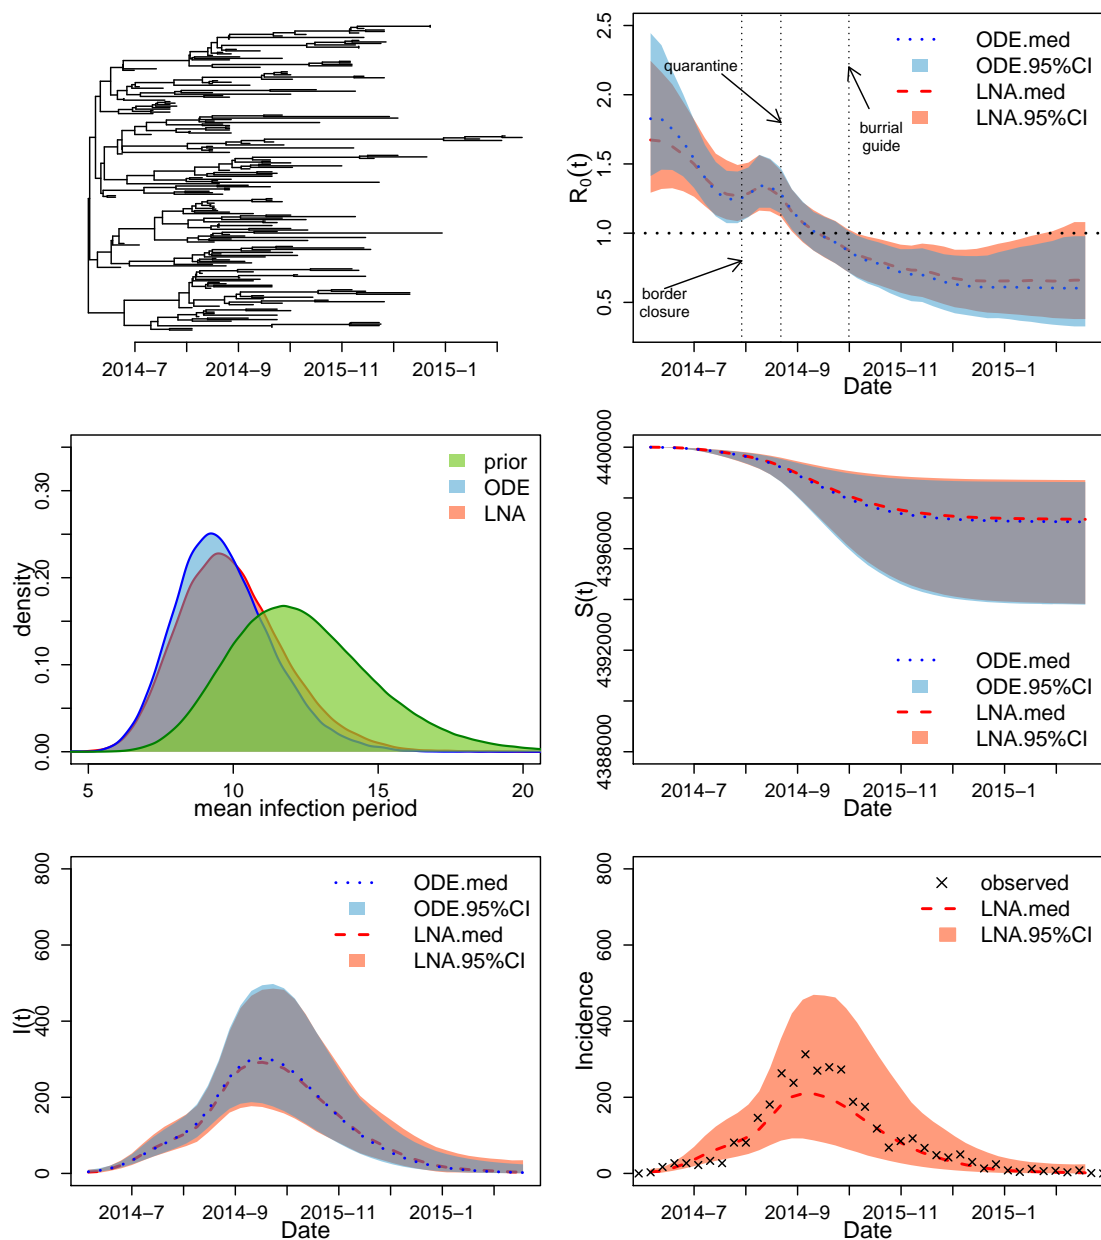 2014−7
2014−9
2015−11
2015−1
2.5
2.0
1.5
1.0
0.5
R0(t)
ODE.med
ODE.95%CI
LNA.med
LNA.95%CI
quarantine
burrial
guide
border
closure
2014−7
2014−9
2015−11
2015−1
Date
0.30
0.20
0.10
0.00
density
prior
ODE
LNA
5
10
15
20
mean infection period
4400000
4396000
4392000
4388000
S(t)
ODE.med
ODE.95%CI
LNA.med
LNA.95%CI
2014−7
2014−9
2015−11
2015−1
Date
800
600
400
200
0
I(t)
ODE.med
ODE.95%CI
LNA.med
LNA.95%CI
2014−7
2014−9
2015−11
2015−1
Date
800
600
400
200
0
Incidence
observed
LNA.med
LNA.95%CI
2014−7
2014−9
2015−11
2015−1
Date